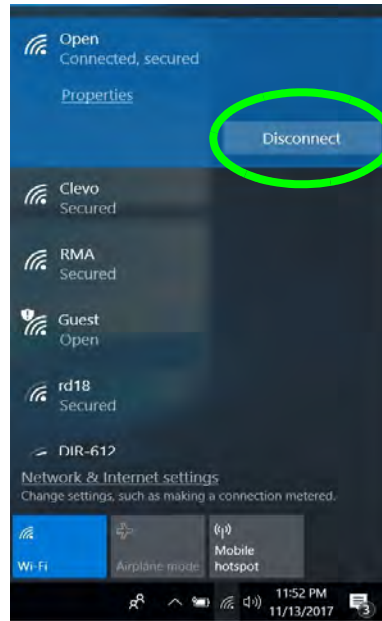 Open
Connected, secured
Properties
Disconnect
Clevo
Secured
RMA
Secured
Guest
Open
rd18
Secured
DIR-612
Network & Internet settings
Change settings, such as making a connection metered.
Wi-Fi
Airplane mode
Mobile
hotspot
11:52 PM
11/13/2017
3